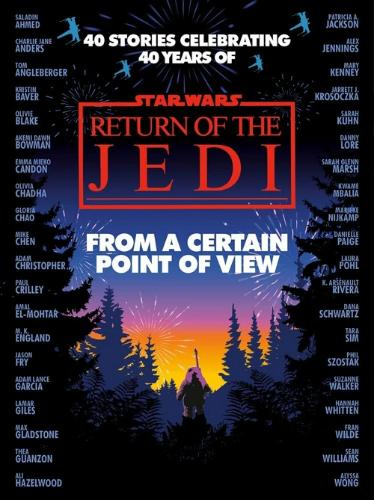 40 STORIES CELEBRATING
40 YEARS OF
STAR WARS
RETURN OF THE
JEDI
FROM A CERTAIN
POINT OF VIEW
SALADIN
AHMED
CHARLIE JANE
ANDERS
TOM
ANGLEBERGER
KRISTIN
BAVER
OLIVIE
BLAKE
AKEMI DAWN
BOWMAN
EMMA MIEKO
CANDON
OLIVIA
CHADHA
GLORIA
CHAO
MIKE
CHEN
ADAM
CHRISTOPHER
PAUL
CRILLEY
AMAL
EL-MOHTAR
M. K.
ENGLAND
JASON
FRY
ADAM LANCE
GARCIA
LAMAR
GILES
MAX
GLADSTONE
THEA
GUANZON
ALI
HAZELWOOD
PATRICIA A.
JACKSON
ALEX
JENNINGS
MARY
KENNEY
JARRETT J.
KROSOCZKA
SARAH
KUHN
DANNY
LORE
SARAH GLENN
MARSH
KWAME
MBALIA
MARIEKE
NIJKAMP
DANIELLE
PAIGE
LAURA
POHL
K. ARSENAULT
RIVERA
DANA
SCHWARTZ
TARA
SIM
PHIL
SZOSTAK
SUZANNE
WALKER
HANNAH
WHITTEN
FRAN
WILDE
SEAN
WILLIAMS
ALYSSA
WONG